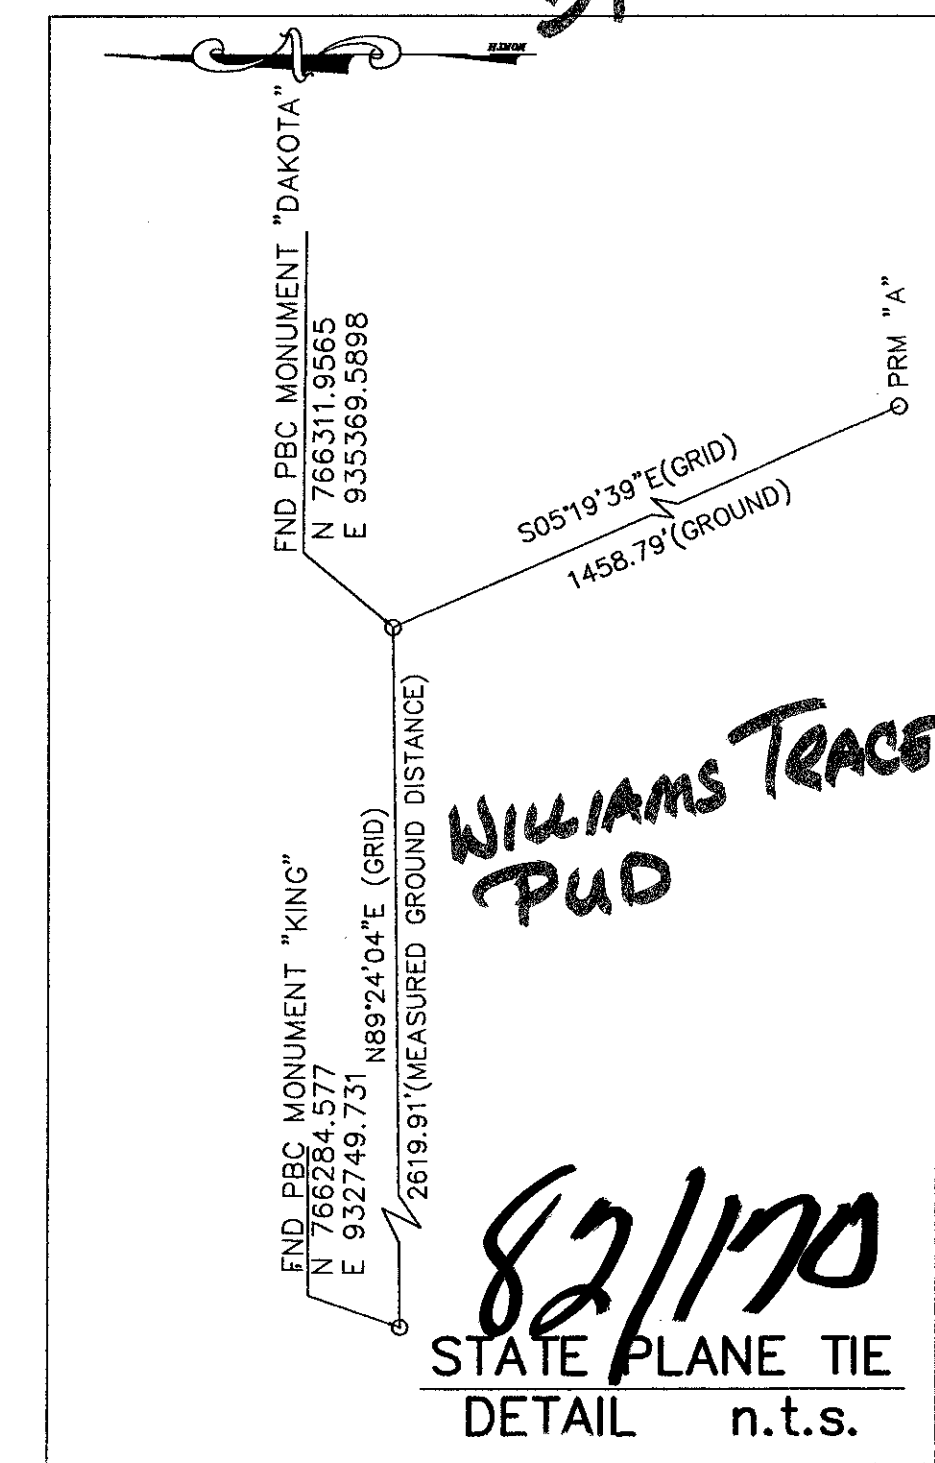 NORTH
FND PBC MONUMENT "DAKOTA"
N 766311.9565
E 935369.5898
PRM "A"
S05°19'39"E(GRID)
1458.79'(GROUND)
FND PBC MONUMENT "KING"
N 766284.577
E 932749.731
N89°24'04"E (GRID)
2619.91'(MEASURED GROUND DISTANCE)
WILLIAMS TRACE
PUD
82/170
STATE PLANE TIE
DETAIL n.t.s.